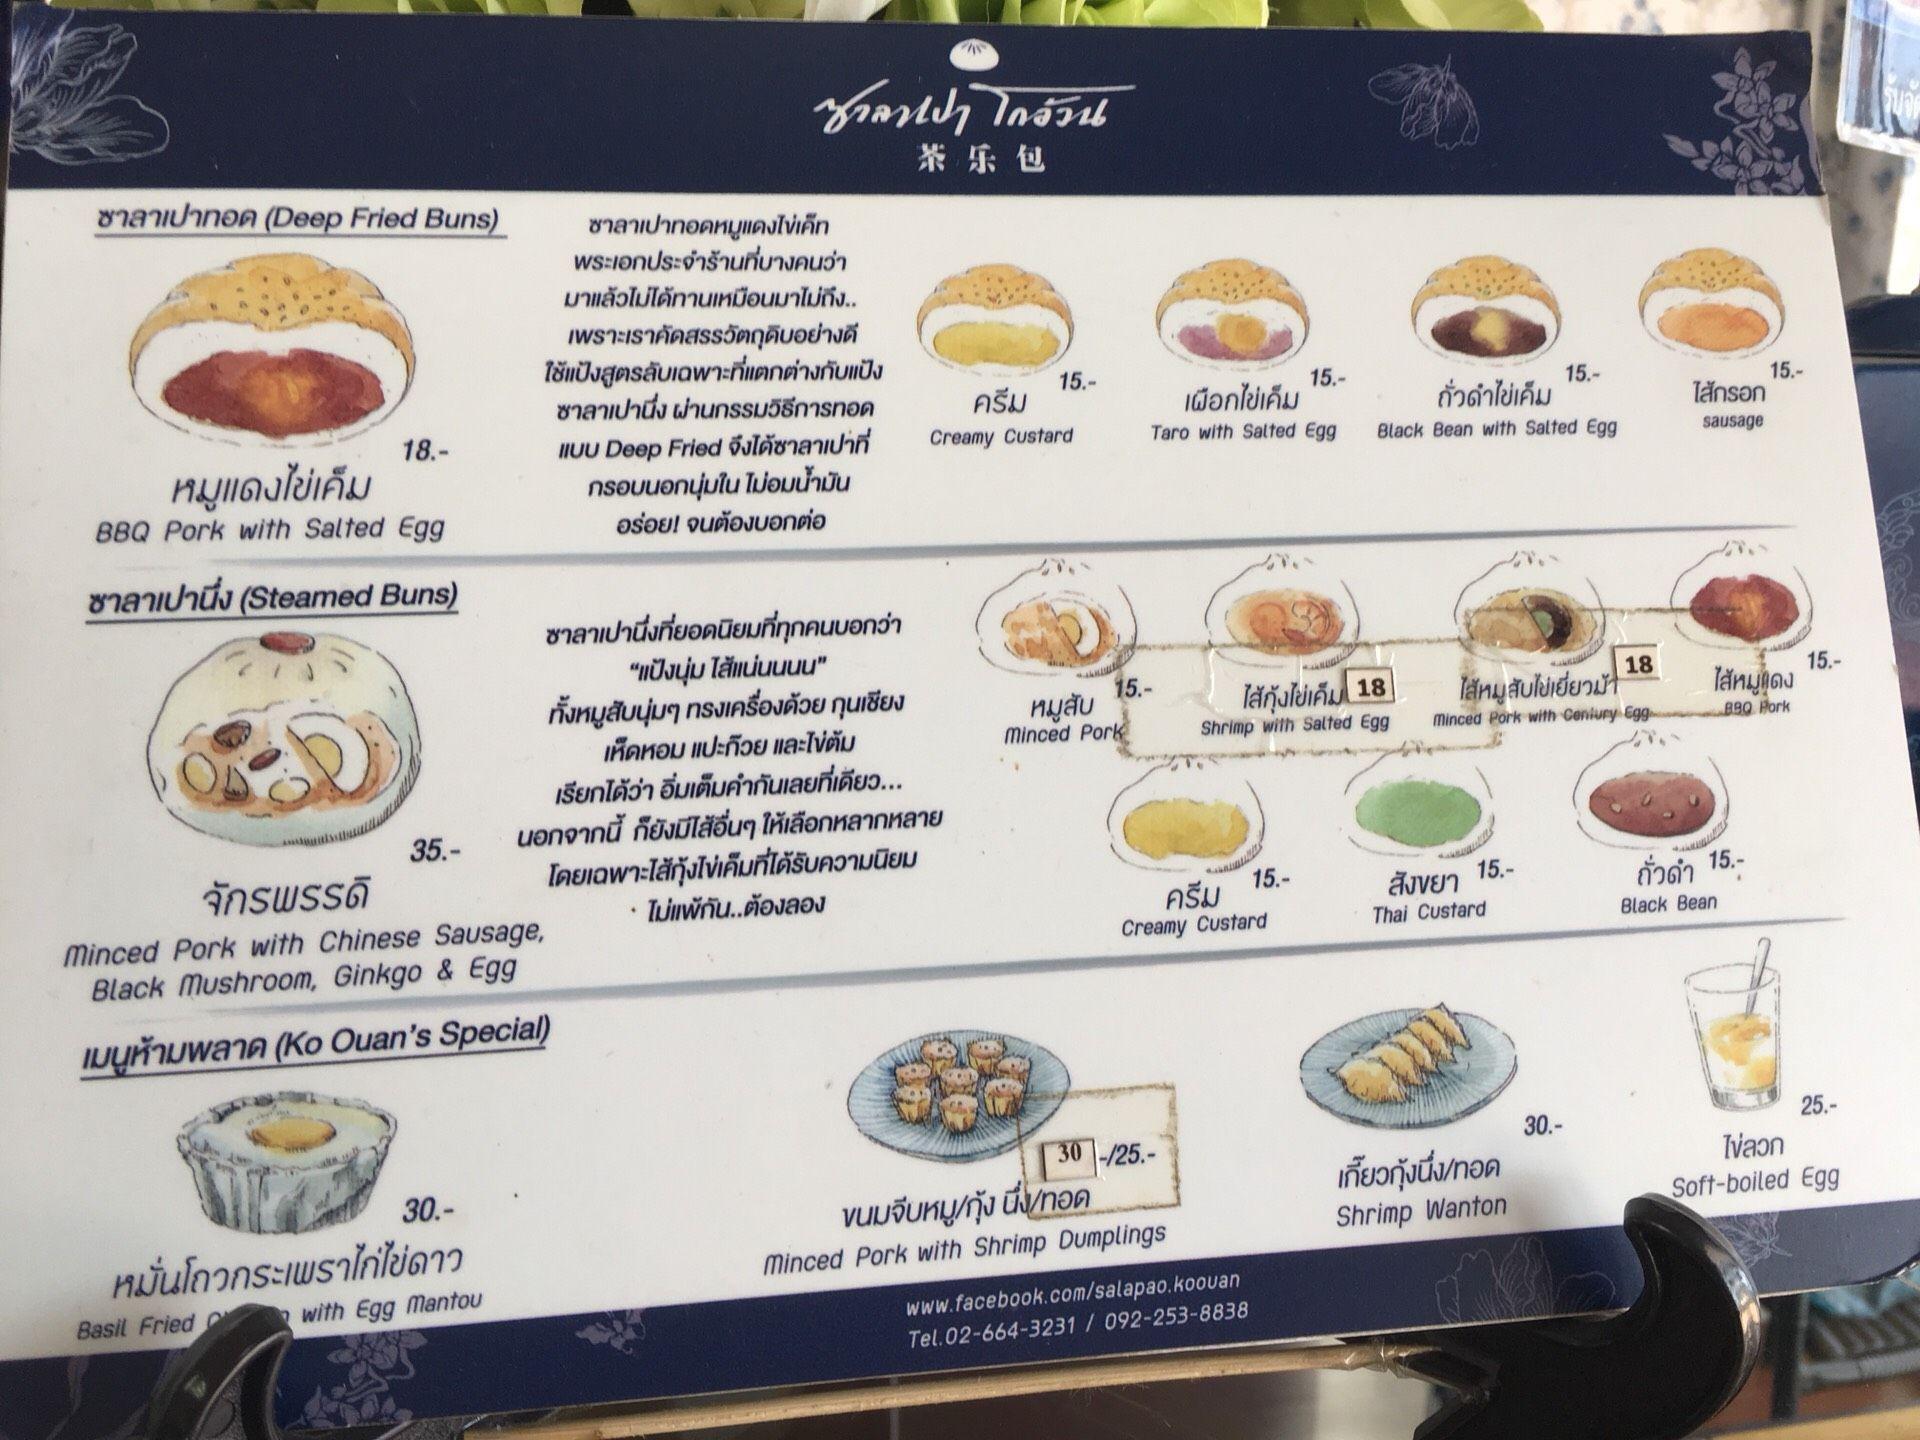 ซาลาเปา โกอ้วน
茶乐包
ซาลาเปาทอด (Deep Fried Buns)
18.-
หมูแดงไข่เค็ม
BBQ Pork with Salted Egg
ซาลาเปาทอดหมูแดงไข่เค็ท
พระเอกประจำร้านที่บางคนว่า
มาแล้วไม่ได้ทานเหมือนมาไม่ถึง..
เพราะเราคัดสรรวัตถุดิบอย่างดี
ใช้แป้งสูตรลับเฉพาะที่แตกต่างกับแป้ง
ซาลาเปานึ่ง ผ่านกรรมวิธีการทอด
แบบ Deep Fried จึงได้ซาลาเปาที่
กรอบนอกนุ่มใน ไม่อมน้ำมัน
อร่อย! จนต้องบอกต่อ
15.-
ครีม
Creamy Custard
15.-
เผือกไข่เค็ม
Taro with Salted Egg
15.-
ถั่วดำไข่เค็ม
Black Bean with Salted Egg
15.-
ไส้กรอก
sausage
ซาลาเปานึ่ง (Steamed Buns)
35.-
จักรพรรดิ
Minced Pork with Chinese Sausage,
Black Mushroom, Ginkgo & Egg
ซาลาเปานึ่งที่ยอดนิยมที่ทุกคนบอกว่า
“แป้งนุ่ม ไส้แน่นนนน”
ทั้งหมูสับนุ่มๆ ทรงเครื่องด้วย กุนเชียง
เห็ดหอม แปะก๊วย และไข่ต้ม
เรียกได้ว่า อิ่มเต็มคำกันเลยที่เดียว...
นอกจากนี้ ก็ยังมีไส้อื่นๆ ให้เลือกหลากหลาย
โดยเฉพาะไส้กุ้งไข่เค็มที่ได้รับความนิยม
ไม่แพ้กัน..ต้องลอง
15.-
หมูสับ
Minced Pork
18
ไส้กุ้งไข่เค็ม
Shrimp with Salted Egg
18
ไส้หมูสับไข่เยี่ยวม้า
Minced Pork with Century Egg
15.-
ไส้หมูแดง
BBQ Pork
15.-
ครีม
Creamy Custard
15.-
สังขยา
Thai Custard
15.-
ถั่วดำ
Black Bean
เมนูห้ามพลาด (Ko Ouan's Special)
30.-
หมั่นโถวกระเพราไก่ไข่ดาว
Basil Fried with Egg Mantou
30 -/25.-
ขนมจีบหมู/กุ้ง นึ่ง/ทอด
Minced Pork with Shrimp Dumplings
30.-
เกี๊ยวกุ้งนึ่ง/ทอด
Shrimp Wanton
25.-
ไข่ลวก
Soft-boiled Egg
www.facebook.com/salapao.koouan
Tel.02-664-3231 / 092-253-8838